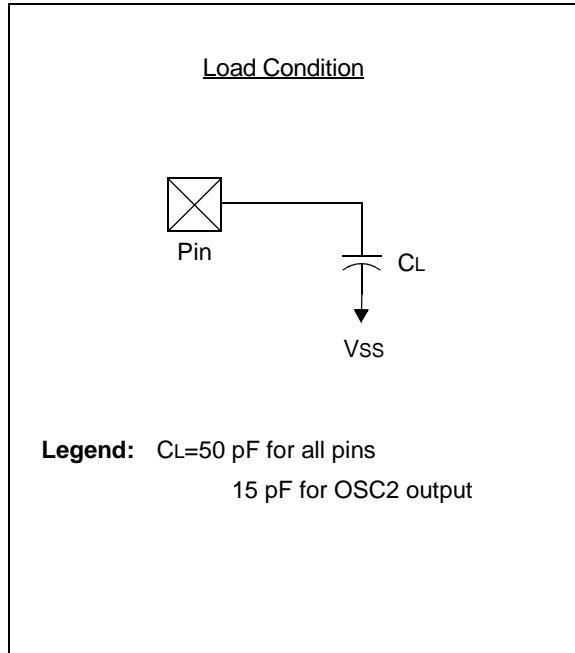 Load Condition
Pin
CL
VSS
Legend: CL=50 pF for all pins
15 pF for OSC2 output